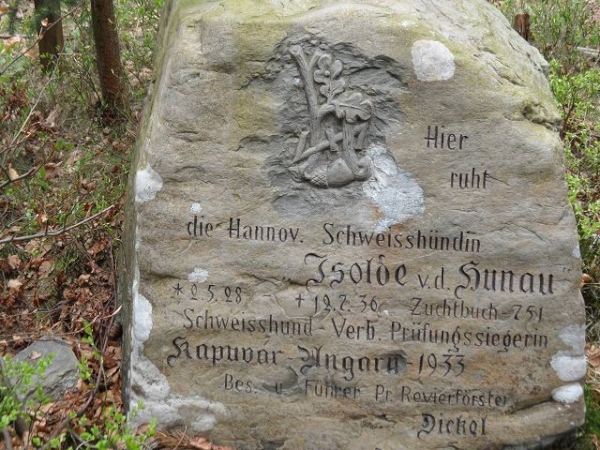 Hier
ruht
die Hannov. Schweisshündin
„Isolde v.d. Hunau"
* 2.5.28 + 12.7.36 Zuchtbuch-751
Schweisshund-Verb. Prüfungssiegerin
Kapuvár-Ungarn-1933
Bes. u. Führer Pr. Revierförster
Dickel